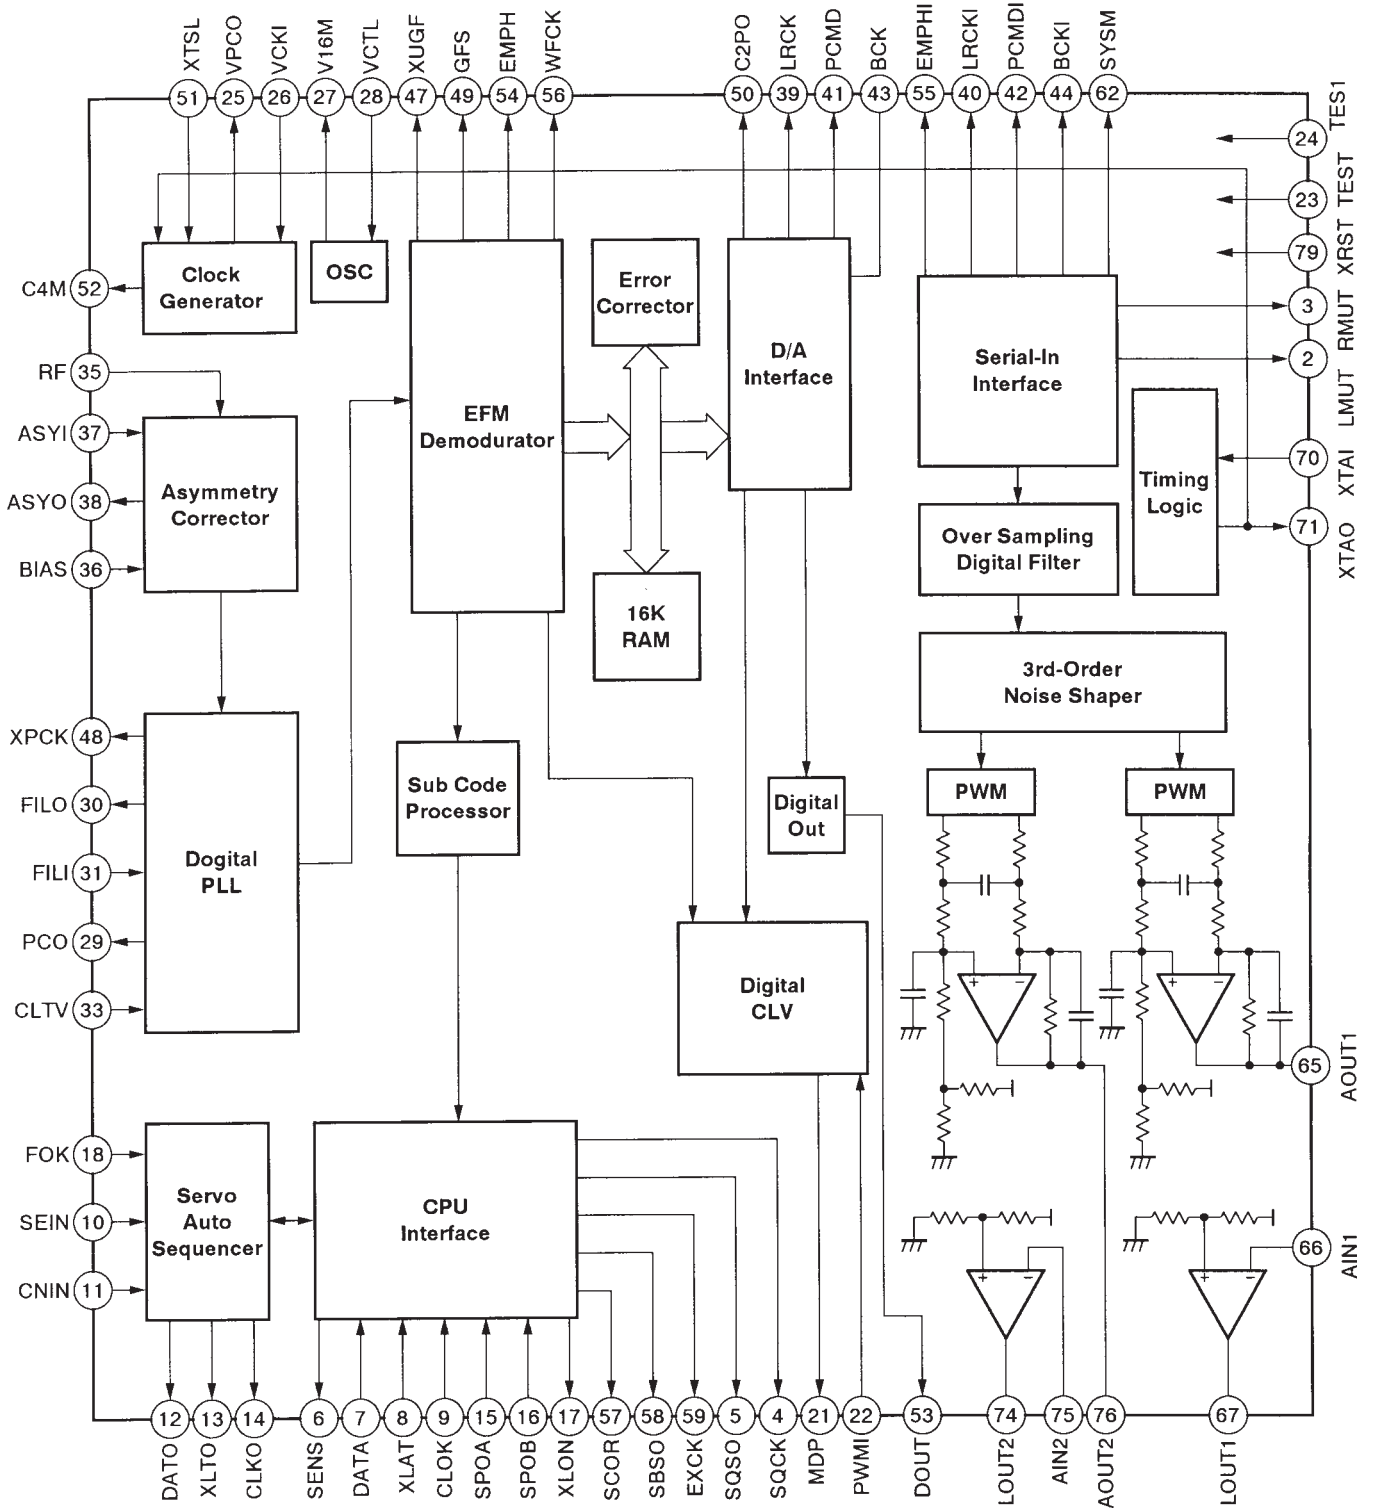 XTSL VPCO VCKI V16M VCTL XUGF GFS EMPH WFCK C2PO LRCK PCMD BCK EMPHI LRCKI PCMDI BCKI SYSM
51 25 26 27 28 47 49 54 56 50 39 41 43 55 40 42 44 62
TES1
24
TEST
23
XRST
79
RMUT
3
LMUT
2
XTAI
70
XTAO
71
C4M 52
Clock
Generator
OSC
Error
Corrector
RF 35
ASYI 37
ASYO 38
BIAS 36
Asymmetry
Corrector
EFM
Demodurator
D/A
Interface
Serial-In
Interface
Timing
Logic
Over Sampling
Digital Filter
16K
RAM
3rd-Order
Noise Shaper
XPCK 48
FILO 30
FILI 31
PCO 29
CLTV 33
Dogital
PLL
Sub Code
Processor
Digital
Out
PWM
PWM
Digital
CLV
+ −
+ −
65
AOUT1
FOK 18
SEIN 10
CNIN 11
Servo
Auto
Sequencer
CPU
Interface
+ −
+ −
66
AIN1
12 13 14 6 7 8 9 15 16 17 57 58 59 5 4 21 22 53 74 75 76 67
DATO XLTO CLKO SENS DATA XLAT CLOK SPOA SPOB XLON SCOR SBSO EXCK SQSO SQCK MDP PWMI DOUT LOUT2 AIN2 AOUT2 LOUT1